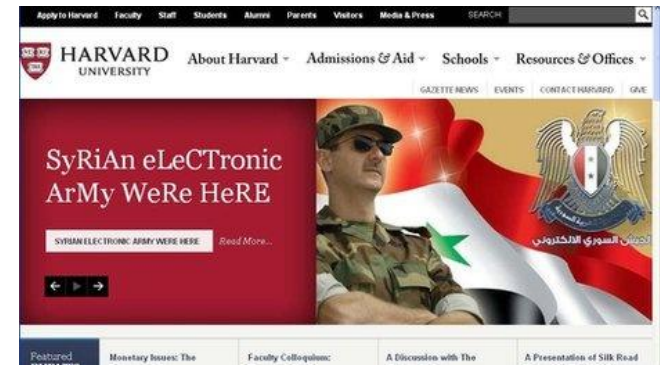 Apply to Harvard Faculty Staff Students Alumni Parents Visitors Media & Press SEARCH
HARVARD
UNIVERSITY
About Harvard Admissions & Aid Schools Resources & Offices
GAZETTE NEWS EVENTS CONTACT HARVARD GIVE
SyRiAn eLeCTronic
ArMy WeRe HeRE
SYRIAN ELECTRONIC ARMY WERE HERE Read More...
الجيش السوري الالكتروني
Featured Monetary Issues: The Faculty Colloquium: A Discussion with The A Presentation of Silk Road